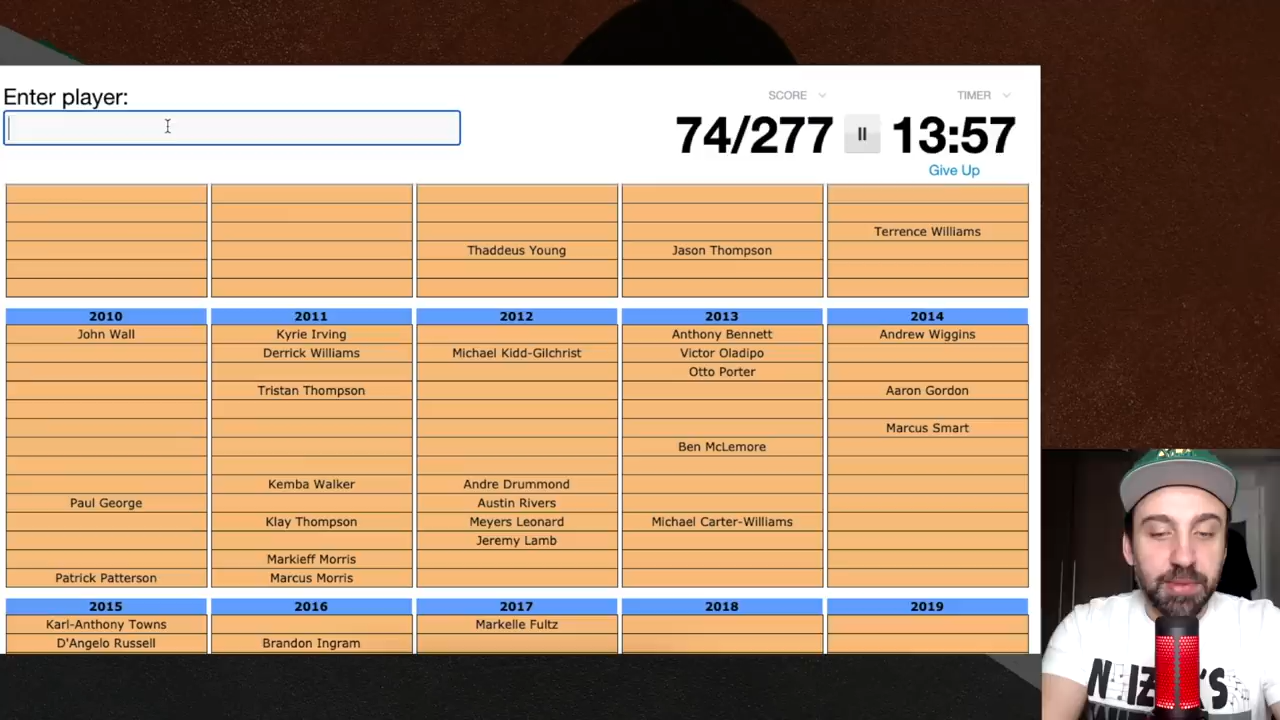 Enter player:
SCORE TIMER
74/277 13:57
Give Up
Terrence Williams
Thaddeus Young Jason Thompson
2010 2011 2012 2013 2014
John Wall Kyrie Irving Anthony Bennett Andrew Wiggins
Derrick Williams Michael Kidd-Gilchrist Victor Oladipo
Otto Porter
Tristan Thompson Aaron Gordon
Marcus Smart
Ben McLemore
Kemba Walker Andre Drummond
Paul George Austin Rivers
Klay Thompson Meyers Leonard Michael Carter-Williams
Jeremy Lamb
Markieff Morris
Patrick Patterson Marcus Morris
2015 2016 2017 2018 2019
Karl-Anthony Towns Markelle Fultz
D'Angelo Russell Brandon Ingram